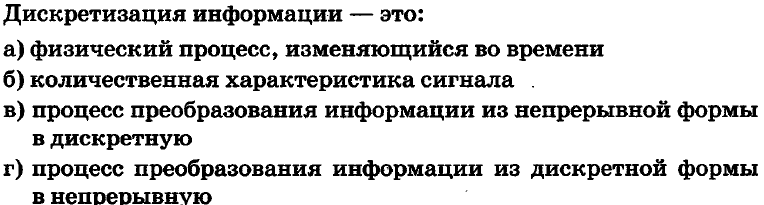 Дискретизация информации — это:
а) физический процесс, изменяющийся во времени
б) количественная характеристика сигнала
в) процесс преобразования информации из непрерывной формы
в дискретную
г) процесс преобразования информации из дискретной формы
в непрерывную